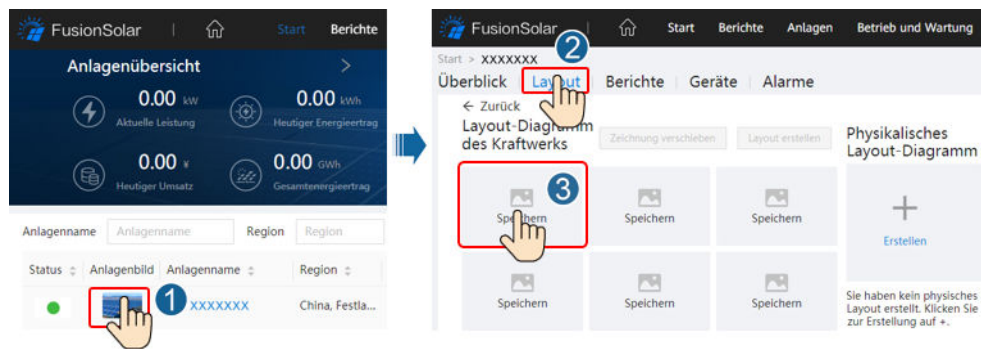 FusionSolar
Start Berichte
Anlagenübersicht >
0.00 kW
Aktuelle Leistung
0.00 kWh
Heutiger Energieertrag
0.00 ¥
Heutiger Umsatz
0.00 GWh
Gesamtenergieertrag
Anlagenname Anlagenname Region Region
Status Anlagenbild Anlagenname Region
1 XXXXXXX China, Festla...
FusionSolar
Start Berichte Anlagen Betrieb und Wartung
2
Start > XXXXXXX
Überblick Layout Berichte Geräte Alarme
← Zurück
Layout-Diagramm
des Kraftwerks
Zeichnung verschieben Layout erstellen
Physikalisches
Layout-Diagramm
3
Speichern Speichern Speichern
+
Erstellen
Speichern Speichern Speichern
Sie haben kein physisches
Layout erstellt. Klicken Sie
zur Erstellung auf +.